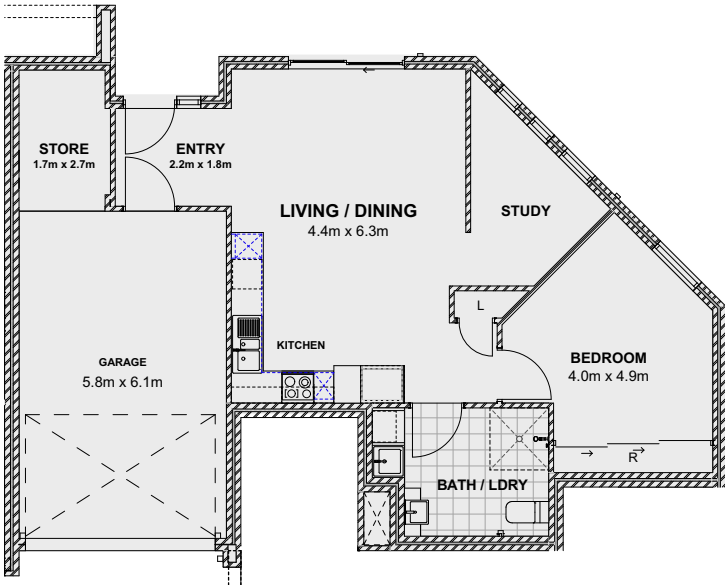 STORE
1.7m x 2.7m
ENTRY
2.2m x 1.8m
LIVING / DINING
4.4m x 6.3m
STUDY
L
KITCHEN
GARAGE
5.8m x 6.1m
BEDROOM
4.0m x 4.9m
R
BATH / LDRY